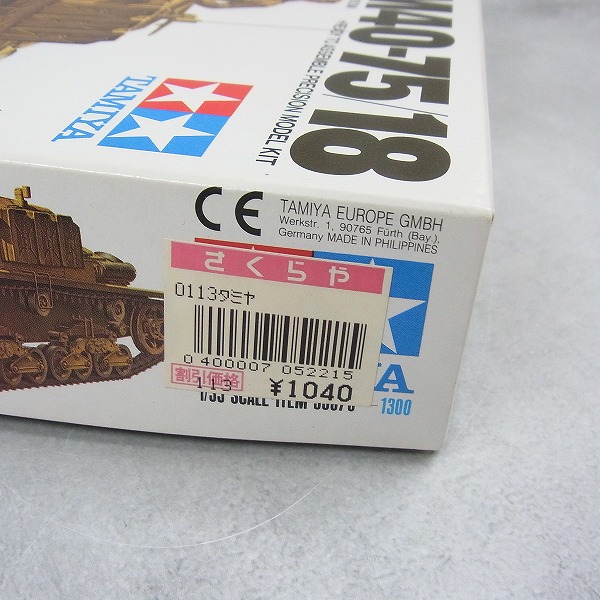 M40-75/18
PRECISION MODEL KIT
TAMIYA
CE
TAMIYA EUROPE GMBH
Werkstr. 1, 90765 Fürth (Bay.),
Germany MADE IN PHILIPPINES
さくらや
0113タミヤ
0 400007 052215
割引価格
113
¥1040
1/35 SCALE ITEM
1300